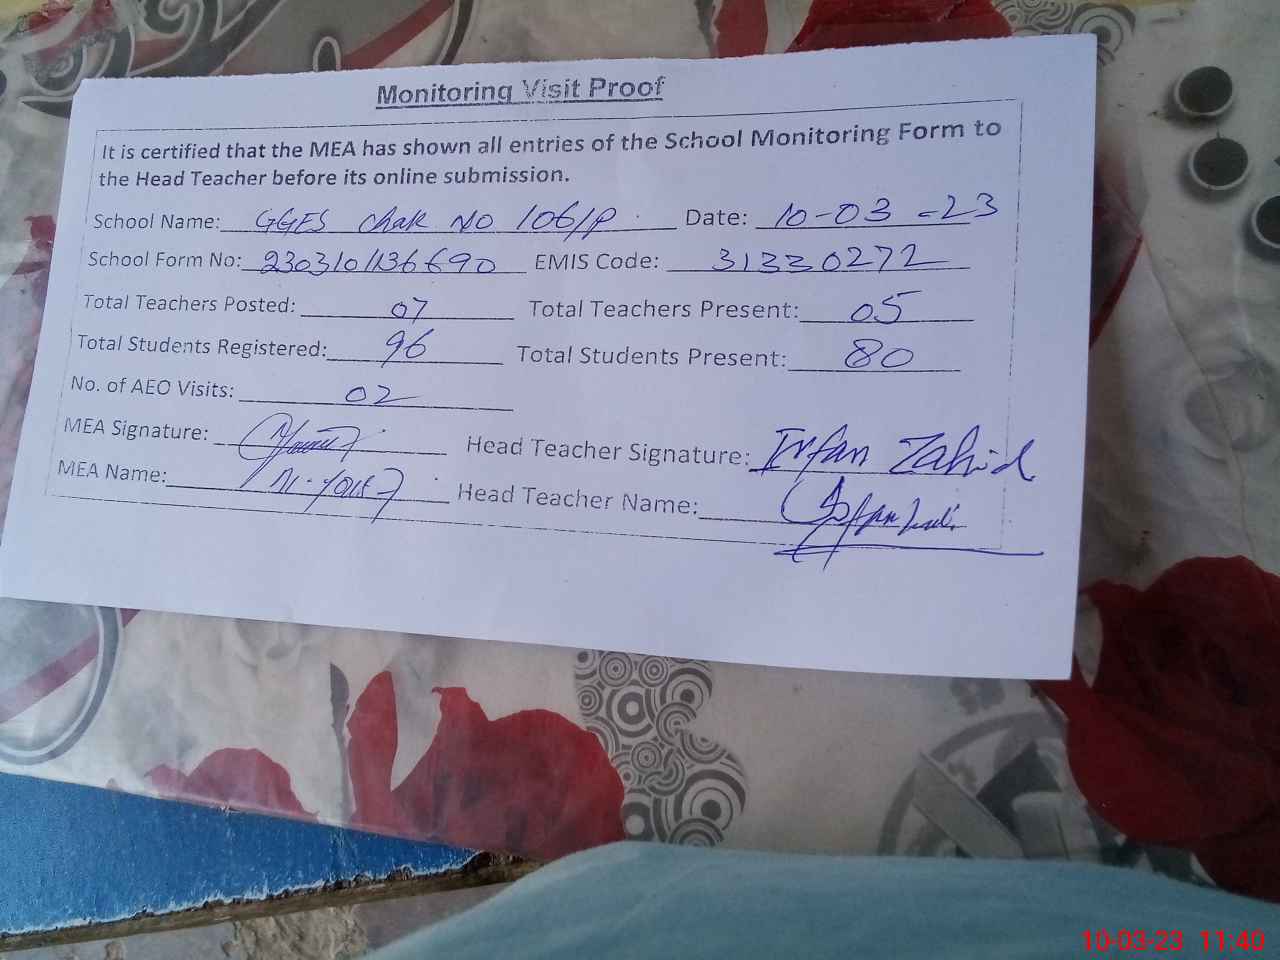 Monitoring Visit Proof
It is certified that the MEA has shown all entries of the School Monitoring Form to
the Head Teacher before its online submission.
School Name: GGES Chak No 106/P Date: 10-03-23
School Form No: 2303101136690 EMIS Code: 31330272
Total Teachers Posted: 07 Total Teachers Present: 05
Total Students Registered: 96 Total Students Present: 80
No. of AEO Visits: 02
MEA Signature: Head Teacher Signature: Irfan Zahid
MEA Name: Head Teacher Name:
10-03-23 11:40